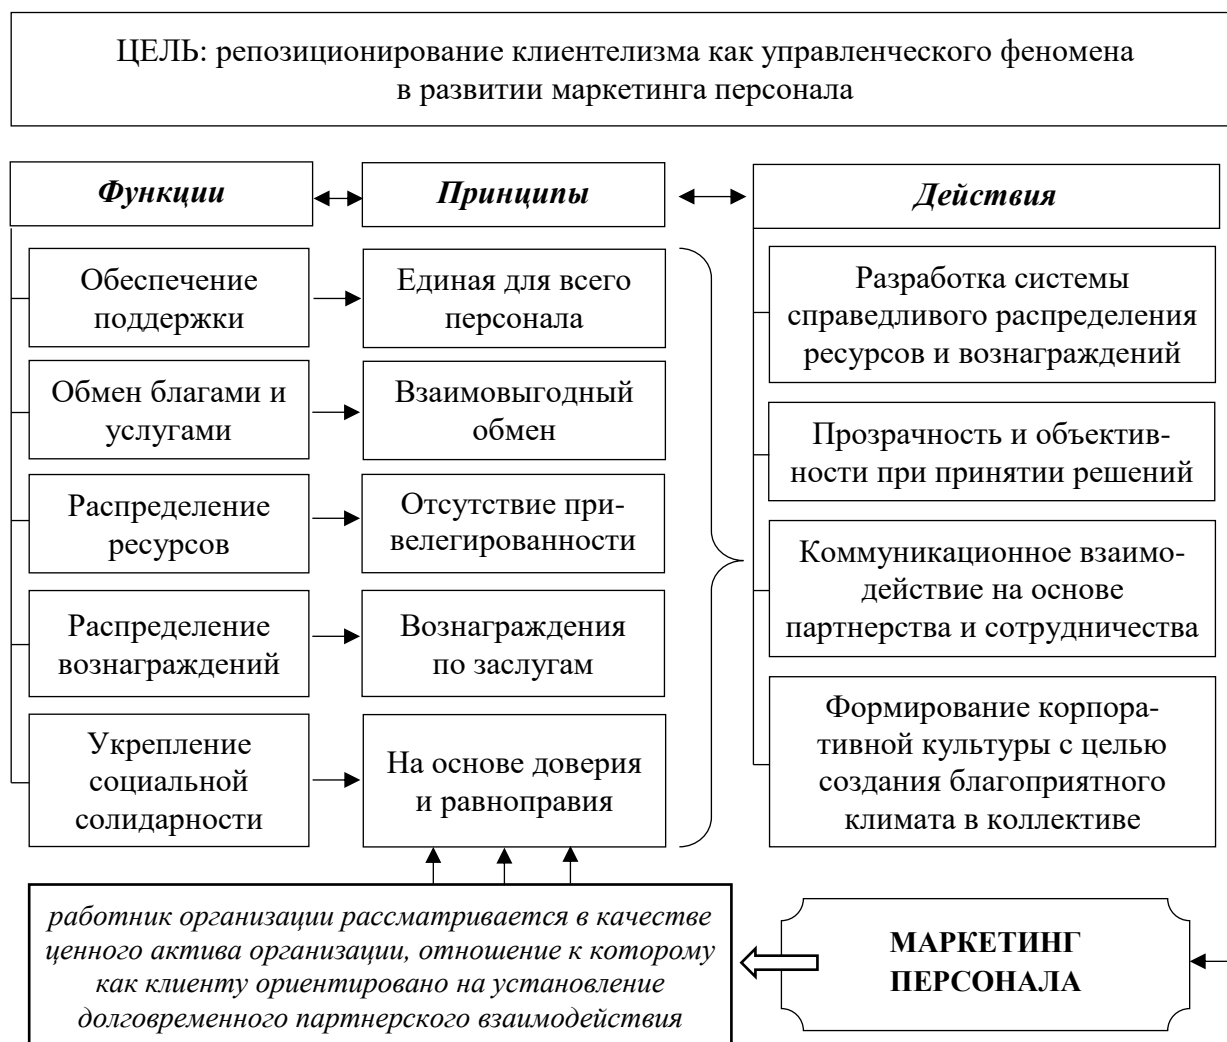 ЦЕЛЬ: репозиционирование клиентелизма как управленческого феномена
в развитии маркетинга персонала
Функции
Принципы
Действия
Обеспечение
поддержки
Единая для всего
персонала
Обмен благами и
услугами
Взаимовыгодный
обмен
Распределение
ресурсов
Отсутствие при-
велегированности
Распределение
вознаграждений
Вознаграждения
по заслугам
Укрепление
социальной
солидарности
На основе доверия
и равноправия
Разработка системы
справедливого распределения
ресурсов и вознаграждений
Прозрачность и объектив-
ности при принятии решений
Коммуникационное взаимо-
действие на основе
партнерства и сотрудничества
Формирование корпора-
тивной культуры с целью
создания благоприятного
климата в коллективе
работник организации рассматривается в качестве
ценного актива организации, отношение к которому
как клиенту ориентировано на установление
долговременного партнерского взаимодействия
МАРКЕТИНГ
ПЕРСОНАЛА